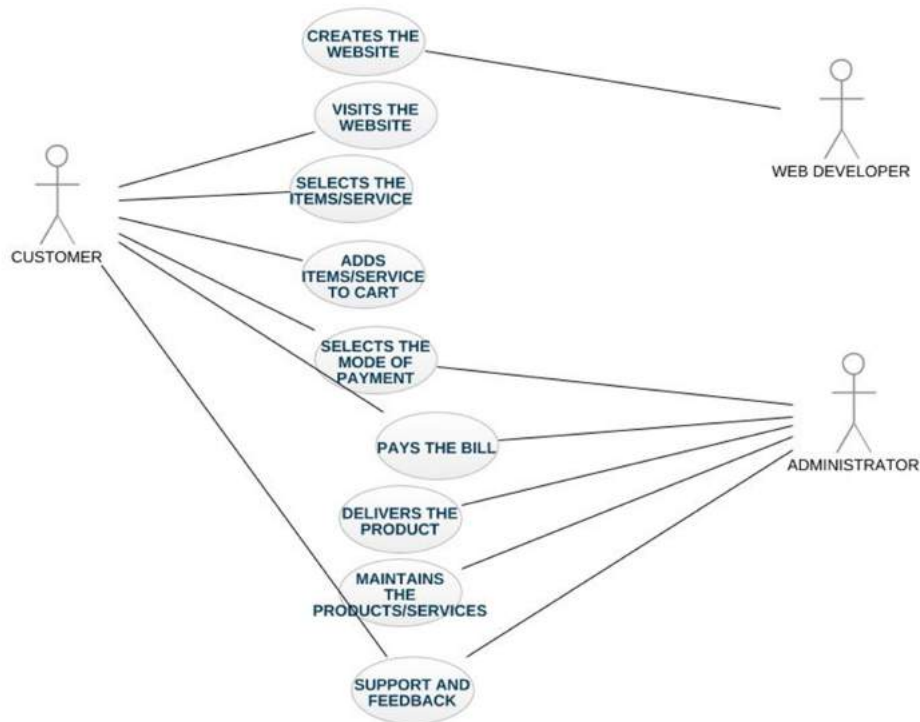 CREATES THE
WEBSITE
VISITS THE
WEBSITE
WEB DEVELOPER
SELECTS THE
ITEMS/SERVICE
CUSTOMER
ADDS
ITEMS/SERVICE
TO CART
SELECTS THE
MODE OF
PAYMENT
PAYS THE BILL
ADMINISTRATOR
DELIVERS THE
PRODUCT
MAINTAINS
THE
PRODUCTS/SERVICES
SUPPORT AND
FEEDBACK